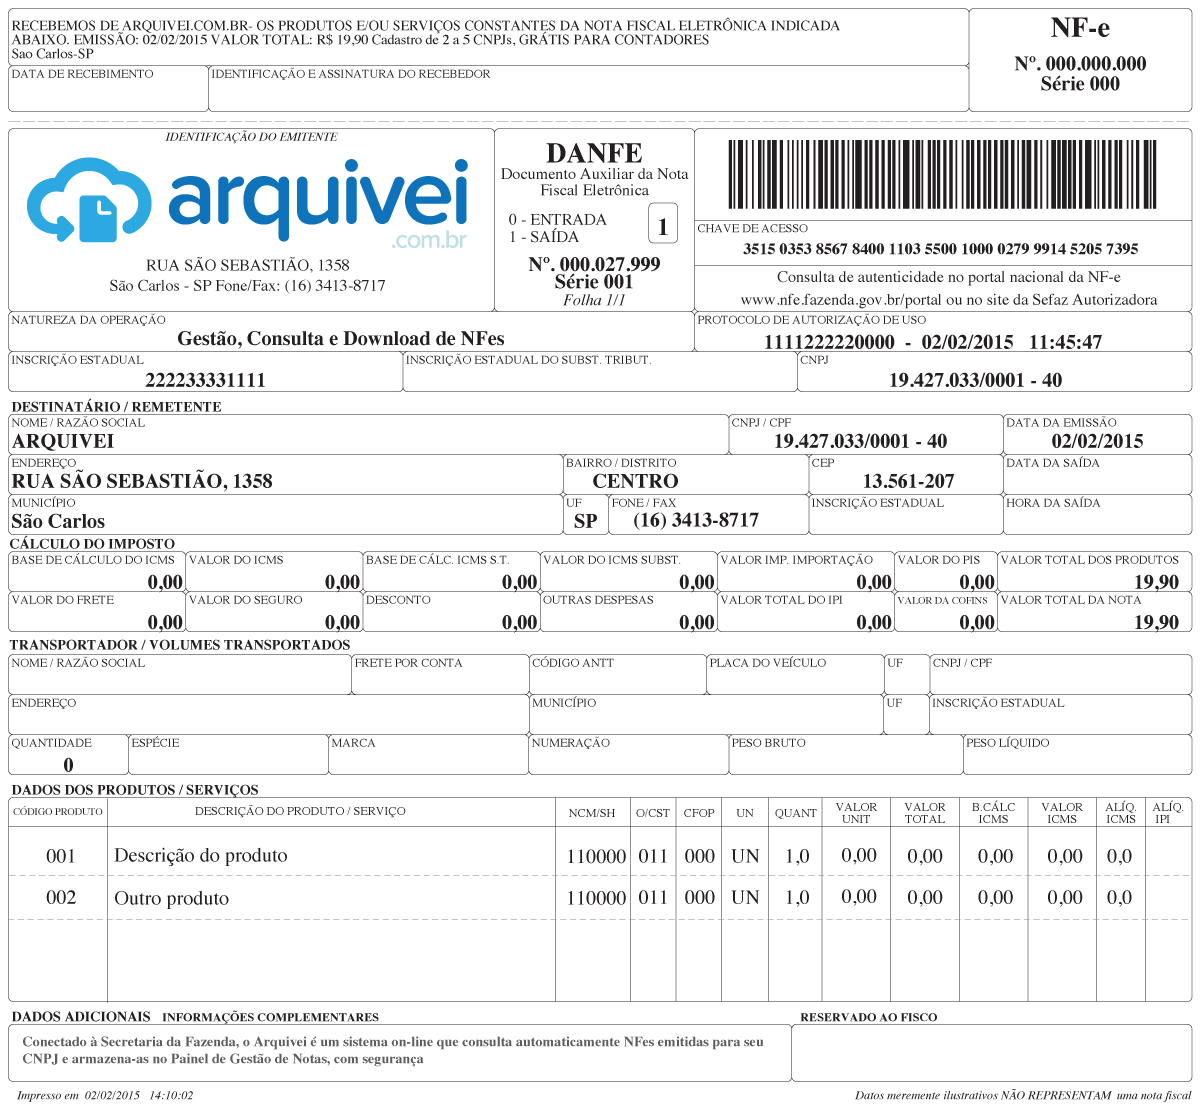 RECEBEMOS DE ARQUIVEI.COM.BR- OS PRODUTOS E/OU SERVIÇOS CONSTANTES DA NOTA FISCAL ELETRÔNICA INDICADA
ABAIXO. EMISSÃO: 02/02/2015 VALOR TOTAL: R$ 19,90 Cadastro de 2 a 5 CNPJs, GRÁTIS PARA CONTADORES
Sao Carlos-SP
DATA DE RECEBIMENTO IDENTIFICAÇÃO E ASSINATURA DO RECEBEDOR
NF-e
Nº. 000.000.000
Série 000
IDENTIFICAÇÃO DO EMITENTE
arquivei
.com.br
RUA SÃO SEBASTIÃO, 1358
São Carlos - SP Fone/Fax: (16) 3413-8717
DANFE
Documento Auxiliar da Nota
Fiscal Eletrônica
0 - ENTRADA
1 - SAÍDA
1
Nº. 000.027.999
Série 001
Folha 1/1
CHAVE DE ACESSO
3515 0353 8567 8400 1103 5500 1000 0279 9914 5205 7395
Consulta de autenticidade no portal nacional da NF-e
www.nfe.fazenda.gov.br/portal ou no site da Sefaz Autorizadora
NATUREZA DA OPERAÇÃO PROTOCOLO DE AUTORIZAÇÃO DE USO
Gestão, Consulta e Download de NFes 1111222220000 - 02/02/2015 11:45:47
INSCRIÇÃO ESTADUAL INSCRIÇÃO ESTADUAL DO SUBST. TRIBUT. CNPJ
222233331111 19.427.033/0001 - 40
DESTINATÁRIO / REMETENTE
NOME / RAZÃO SOCIAL CNPJ / CPF DATA DA EMISSÃO
ARQUIVEI 19.427.033/0001 - 40 02/02/2015
ENDEREÇO BAIRRO / DISTRITO CEP DATA DA SAÍDA
RUA SÃO SEBASTIÃO, 1358 CENTRO 13.561-207
MUNICÍPIO UF FONE / FAX INSCRIÇÃO ESTADUAL HORA DA SAÍDA
São Carlos SP (16) 3413-8717
CÁLCULO DO IMPOSTO
BASE DE CÁLCULO DO ICMS VALOR DO ICMS BASE DE CÁLC. ICMS S.T. VALOR DO ICMS SUBST. VALOR IMP. IMPORTAÇÃO VALOR DO PIS VALOR TOTAL DOS PRODUTOS
0,00 0,00 0,00 0,00 0,00 0,00 19,90
VALOR DO FRETE VALOR DO SEGURO DESCONTO OUTRAS DESPESAS VALOR TOTAL DO IPI VALOR DA COFINS VALOR TOTAL DA NOTA
0,00 0,00 0,00 0,00 0,00 0,00 19,90
TRANSPORTADOR / VOLUMES TRANSPORTADOS
NOME / RAZÃO SOCIAL FRETE POR CONTA CÓDIGO ANTT PLACA DO VEÍCULO UF CNPJ / CPF
ENDEREÇO MUNICÍPIO UF INSCRIÇÃO ESTADUAL
QUANTIDADE ESPÉCIE MARCA NUMERAÇÃO PESO BRUTO PESO LÍQUIDO
0
DADOS DOS PRODUTOS / SERVIÇOS
CÓDIGO PRODUTO DESCRIÇÃO DO PRODUTO / SERVIÇO NCM/SH O/CST CFOP UN QUANT VALOR UNIT VALOR TOTAL B.CÁLC ICMS VALOR ICMS ALÍQ. ICMS ALÍQ. IPI
001 Descrição do produto 110000 011 000 UN 1,0 0,00 0,00 0,00 0,00 0,0
002 Outro produto 110000 011 000 UN 1,0 0,00 0,00 0,00 0,00 0,0
DADOS ADICIONAIS INFORMAÇÕES COMPLEMENTARES RESERVADO AO FISCO
Conectado à Secretaria da Fazenda, o Arquivei é um sistema on-line que consulta automaticamente NFes emitidas para seu
CNPJ e armazena-as no Painel de Gestão de Notas, com segurança
Impresso em 02/02/2015 14:10:02 Datos meremente ilustrativos NÃO REPRESENTAM uma nota fiscal